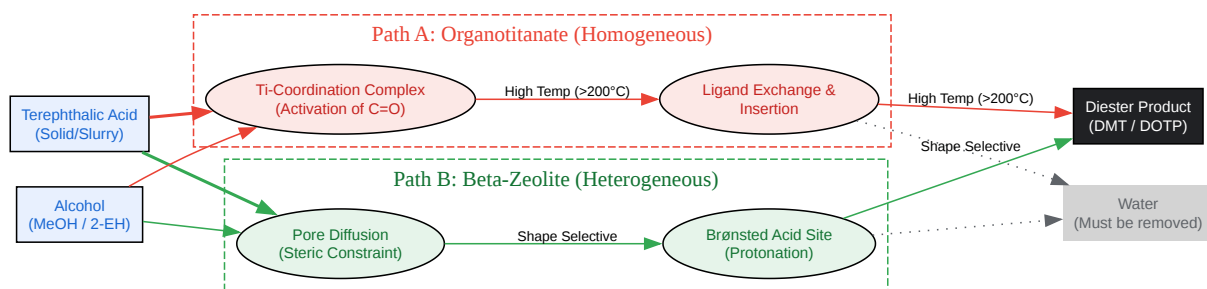 Path A: Organotitanate (Homogeneous)
Terephthalic Acid
(Solid/Slurry)
Ti-Coordination Complex
(Activation of C=O)
High Temp (>200°C)
Ligand Exchange &
Insertion
High Temp (>200°C)
Diester Product
(DMT / DOTP)
Alcohol
(MeOH / 2-EH)
Path B: Beta-Zeolite (Heterogeneous)
Pore Diffusion
(Steric Constraint)
Shape Selective
Brønsted Acid Site
(Protonation)
Shape Selective
Water
(Must be removed)